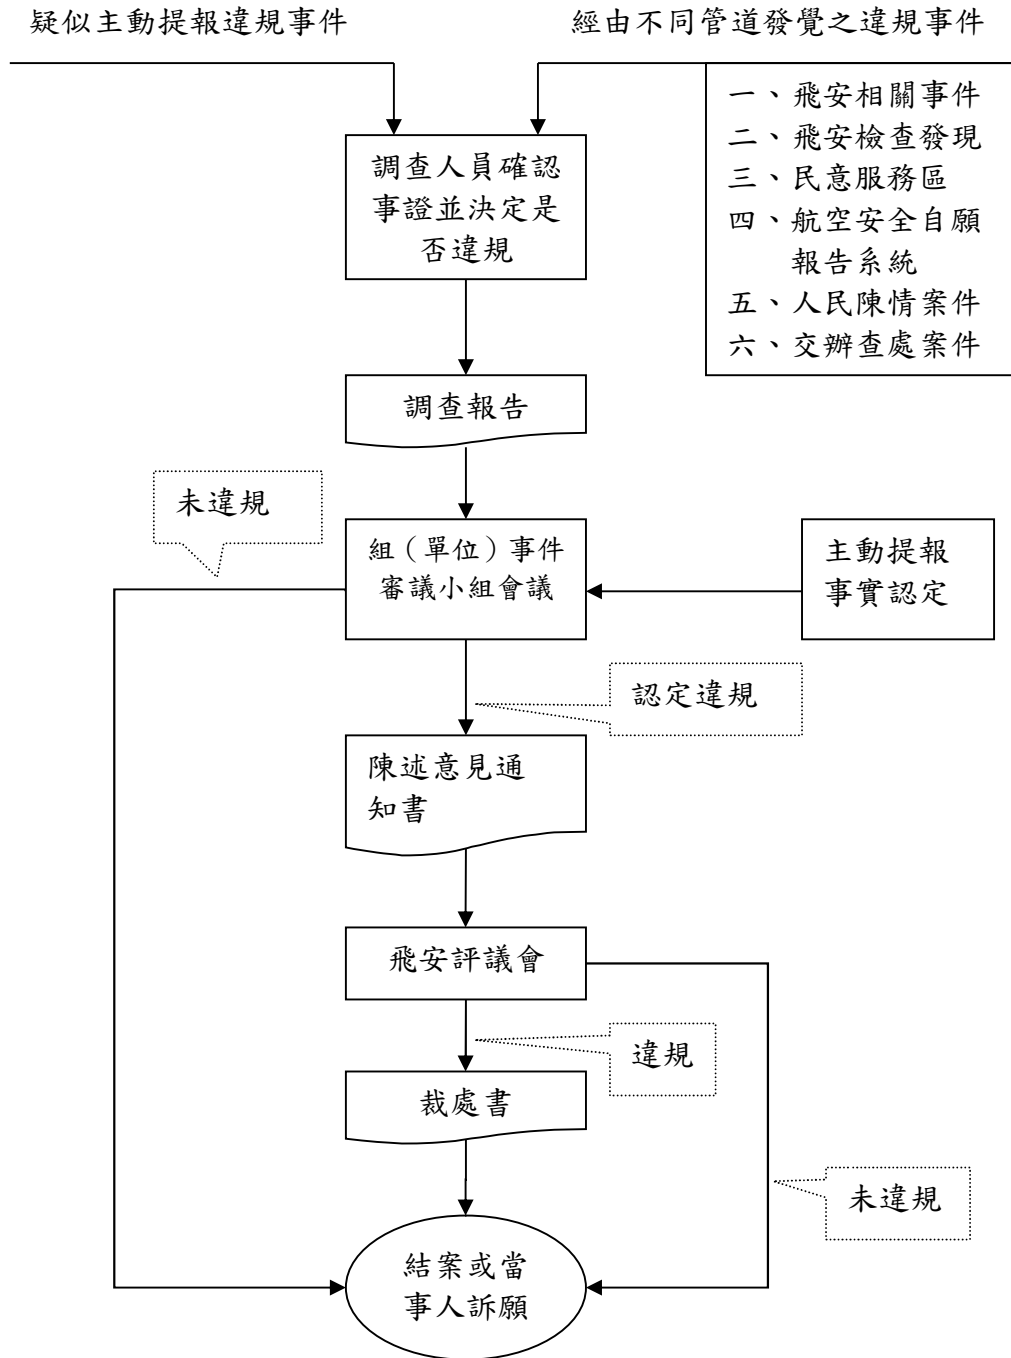 疑似主動提報違規事件
經由不同管道發覺之違規事件
一、飛安相關事件
二、飛安檢查發現
三、民意服務區
四、航空安全自願
報告系統
五、人民陳情案件
六、交辦查處案件
調查人員確認
事證並決定是
否違規
調查報告
未違規
組（單位）事件
審議小組會議
主動提報
事實認定
認定違規
陳述意見通
知書
飛安評議會
違規
裁處書
未違規
結案或當
事人訴願